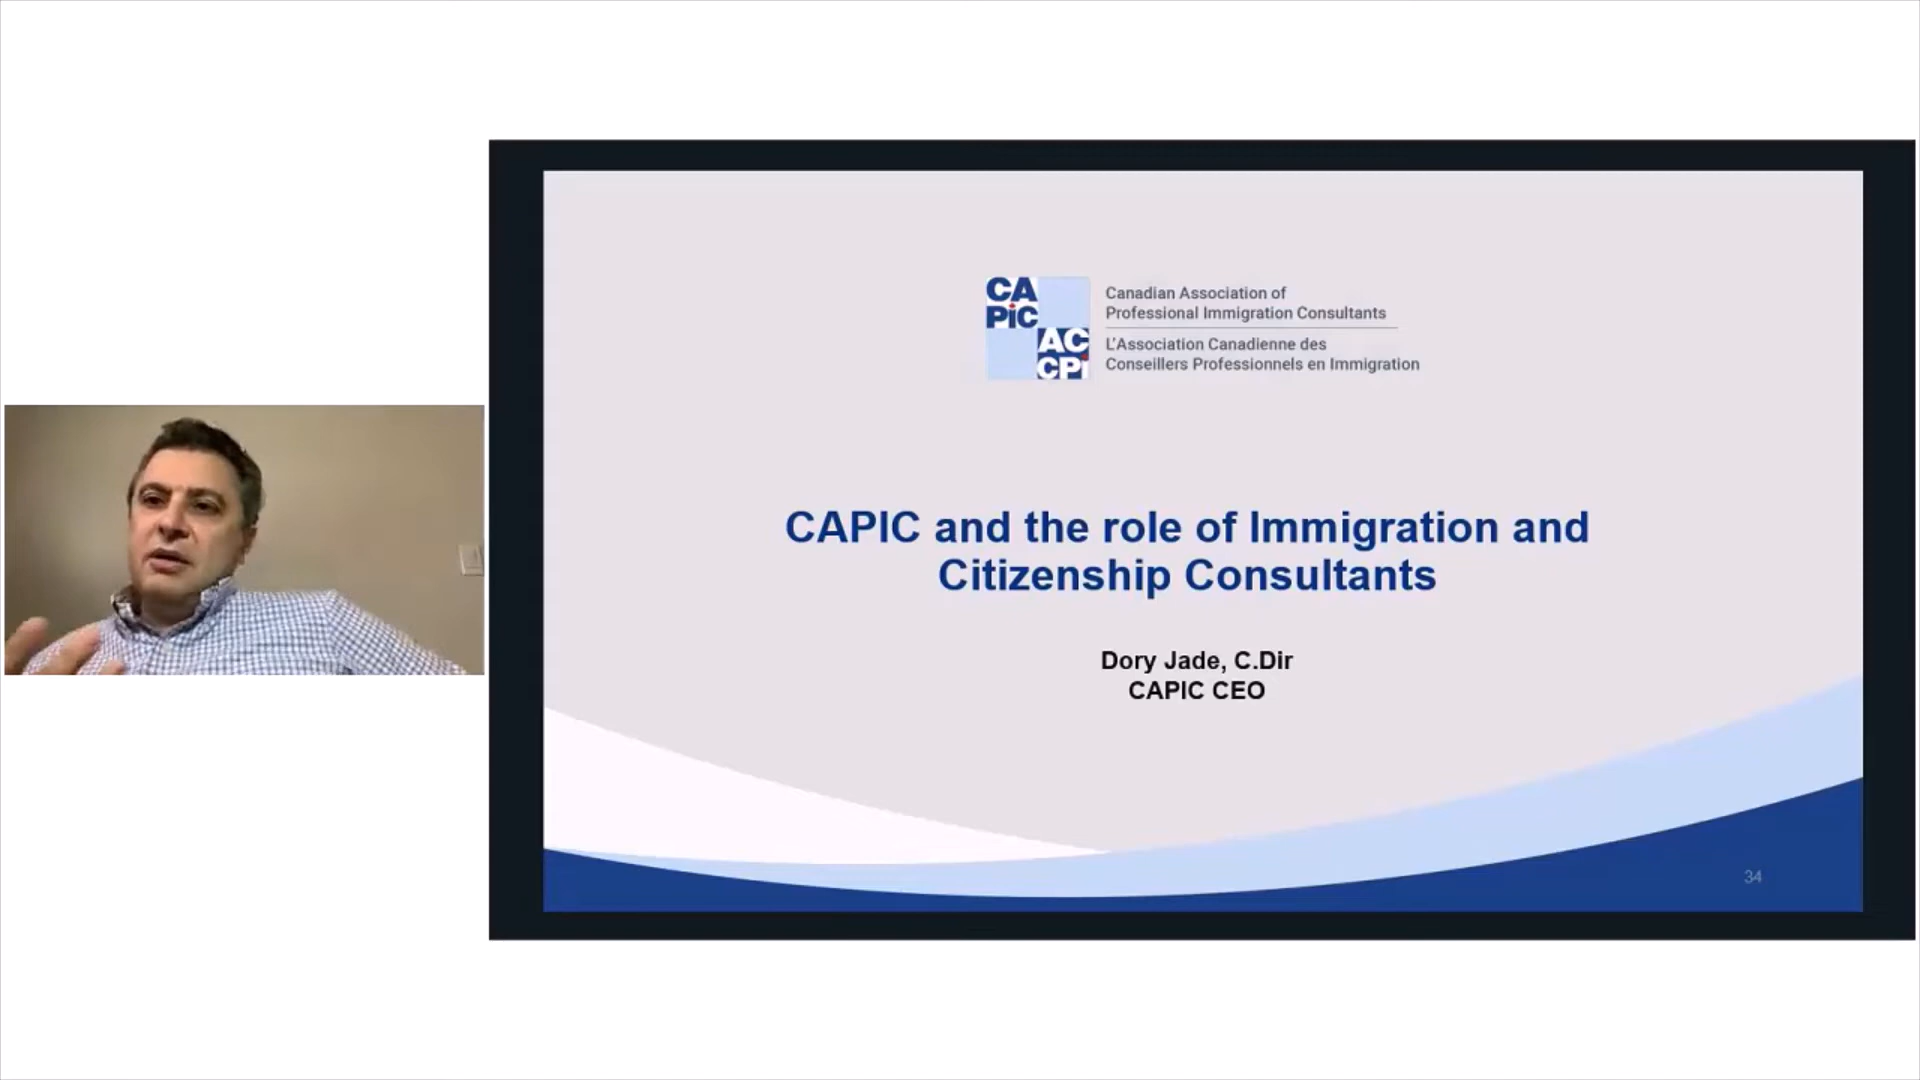 CA
PiC
AC
CPi
Canadian Association of
Professional Immigration Consultants
L'Association Canadienne des
Conseillers Professionnels en Immigration
CAPIC and the role of Immigration and
Citizenship Consultants
Dory Jade, C.Dir
CAPIC CEO
34